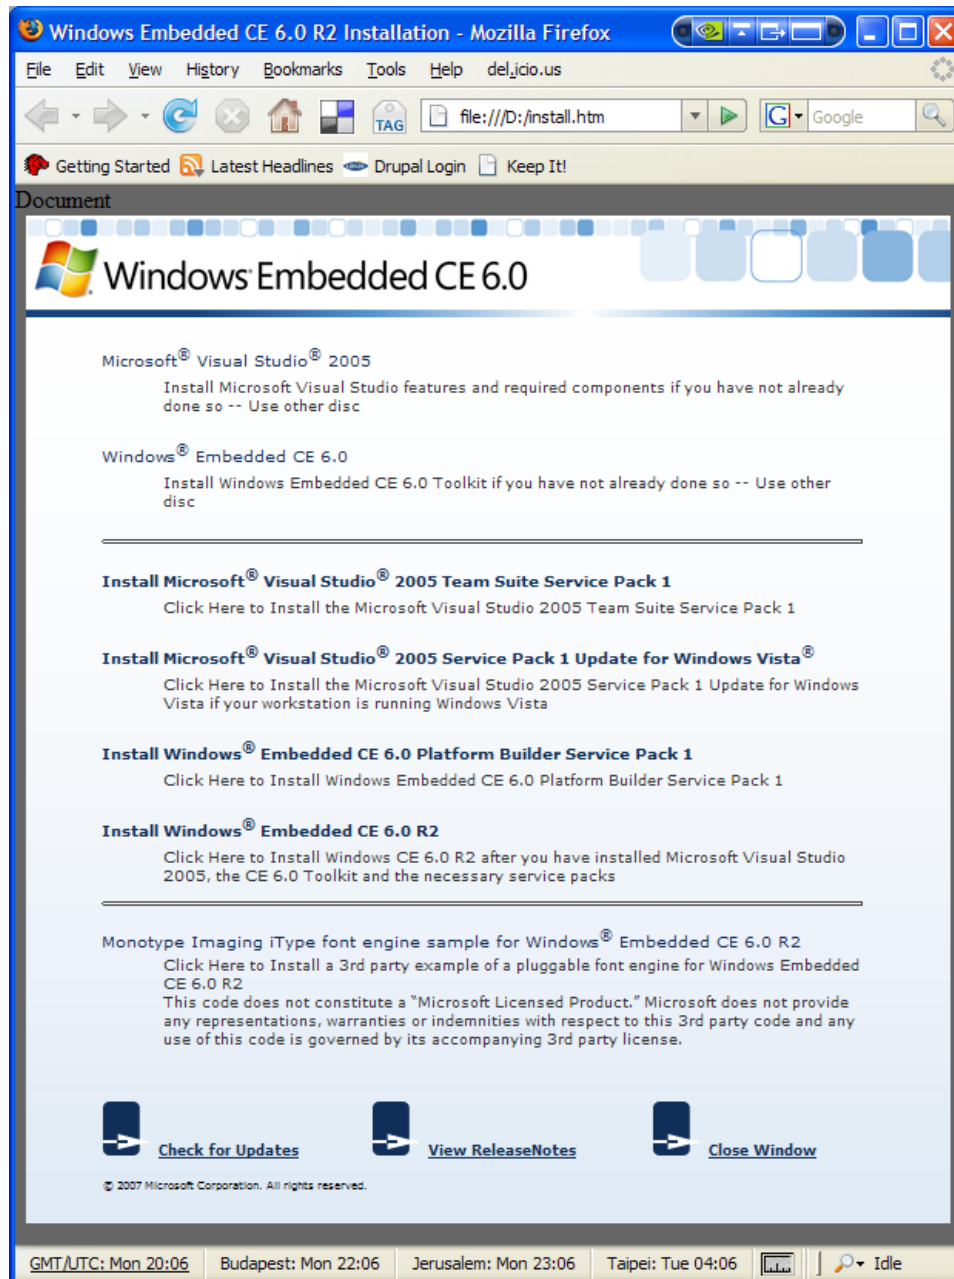 Windows Embedded CE 6.0 R2 Installation - Mozilla Firefox
File Edit View History Bookmarks Tools Help del.icio.us
TAG file:///D:/install.htm G Google
Getting Started Latest Headlines Drupal Login Keep It!
Document
Windows Embedded CE 6.0
Microsoft® Visual Studio® 2005
Install Microsoft Visual Studio features and required components if you have not already
done so -- Use other disc
Windows® Embedded CE 6.0
Install Windows Embedded CE 6.0 Toolkit if you have not already done so -- Use other
disc
Install Microsoft® Visual Studio® 2005 Team Suite Service Pack 1
Click Here to Install the Microsoft Visual Studio 2005 Team Suite Service Pack 1
Install Microsoft® Visual Studio® 2005 Service Pack 1 Update for Windows Vista®
Click Here to Install the Microsoft Visual Studio 2005 Service Pack 1 Update for Windows
Vista if your workstation is running Windows Vista
Install Windows® Embedded CE 6.0 Platform Builder Service Pack 1
Click Here to Install Windows Embedded CE 6.0 Platform Builder Service Pack 1
Install Windows® Embedded CE 6.0 R2
Click Here to Install Windows CE 6.0 R2 after you have installed Microsoft Visual Studio
2005, the CE 6.0 Toolkit and the necessary service packs
Monotype Imaging iType font engine sample for Windows® Embedded CE 6.0 R2
Click Here to Install a 3rd party example of a pluggable font engine for Windows Embedded
CE 6.0 R2
This code does not constitute a “Microsoft Licensed Product.” Microsoft does not provide
any representations, warranties or indemnities with respect to this 3rd party code and any
use of this code is governed by its accompanying 3rd party license.
Check for Updates View ReleaseNotes Close Window
© 2007 Microsoft Corporation. All rights reserved.
GMT/UTC: Mon 20:06 Budapest: Mon 22:06 Jerusalem: Mon 23:06 Taipei: Tue 04:06 Idle